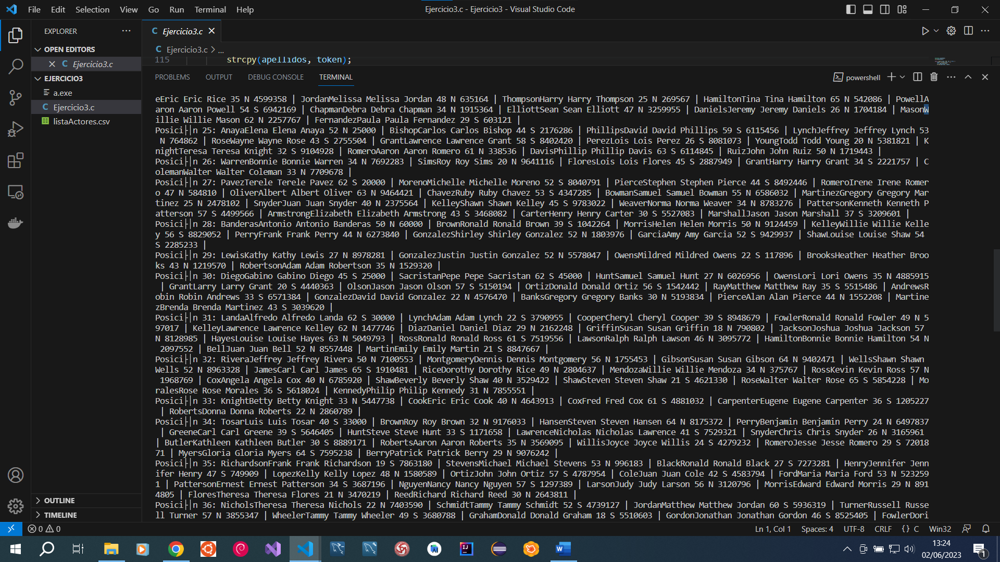 File Edit Selection View Go Run Terminal Help
Ejercicio3.c - Ejercicio3 - Visual Studio Code
EXPLORER
OPEN EDITORS
C Ejercicio3.c
EJERCICIO3
a.exe
C Ejercicio3.c
listaActores.csv
OUTLINE
TIMELINE
C Ejercicio3.c
C Ejercicio3.c > ...
115 strcpy(apellidos, token);
PROBLEMS OUTPUT DEBUG CONSOLE TERMINAL
powershell
eEric Eric Rice 35 N 4599358 | JordanMelissa Melissa Jordan 48 N 635164 | ThompsonHarry Harry Thompson 25 N 269567 | HamiltonTina Tina Hamilton 65 N 542086 | PowellA
aron Aaron Powell 54 S 6942169 | ChapmanDebra Debra Chapman 34 N 1915364 | ElliottSean Sean Elliott 47 N 3259955 | DanielsJeremy Jeremy Daniels 26 N 1704184 | MasonW
illie Willie Mason 62 N 2257767 | FernandezPaula Paula Fernandez 29 S 603121 |
Posici├│n 25: AnayaElena Elena Anaya 52 N 25000 | BishopCarlos Carlos Bishop 44 S 2176286 | PhillipsDavid David Phillips 59 S 6115456 | LynchJeffrey Jeffrey Lynch 53
N 764862 | RoseWayne Wayne Rose 43 S 2755504 | GrantLawrence Lawrence Grant 58 S 8402420 | PerezLois Lois Perez 26 S 8081073 | YoungTodd Todd Young 20 N 5381821 | K
nightTeresa Teresa Knight 32 S 9104928 | RomeroAaron Aaron Romero 61 N 338536 | DavisPhillip Phillip Davis 63 S 6114845 | RuizJohn John Ruiz 50 N 1719443 |
Posici├│n 26: WarrenBonnie Bonnie Warren 34 N 7692283 | SimsRoy Roy Sims 20 N 9641116 | FloresLois Lois Flores 45 S 2887949 | GrantHarry Harry Grant 34 S 2221757 | C
olemanWalter Walter Coleman 33 N 7709678 |
Posici├│n 27: PavezTerele Terele Pavez 62 S 20000 | MorenoMichelle Michelle Moreno 52 S 8040791 | PierceStephen Stephen Pierce 44 S 8492446 | RomeroIrene Irene Romer
o 47 N 584810 | OliverAlbert Albert Oliver 63 N 9464421 | ChavezRuby Ruby Chavez 53 S 4347285 | BowmanSamuel Samuel Bowman 55 N 6586032 | MartinezGregory Gregory Mar
tinez 25 N 2478102 | SnyderJuan Juan Snyder 40 N 2375564 | KelleyShawn Shawn Kelley 45 S 9783022 | WeaverNorma Norma Weaver 34 N 8783276 | PattersonKenneth Kenneth P
atterson 57 S 4499566 | ArmstrongElizabeth Elizabeth Armstrong 43 S 3468082 | CarterHenry Henry Carter 30 S 5527083 | MarshallJason Jason Marshall 37 S 3209601 |
Posici├│n 28: BanderasAntonio Antonio Banderas 50 N 60000 | BrownRonald Ronald Brown 39 S 1042264 | MorrisHelen Helen Morris 50 N 9124459 | KelleyWillie Willie Kelle
y 56 S 8829052 | PerryFrank Frank Perry 44 N 6273840 | GonzalezShirley Shirley Gonzalez 52 N 1803976 | GarciaAmy Amy Garcia 52 S 9429937 | ShawLouise Louise Shaw 54
S 2285233 |
Posici├│n 29: LewisKathy Kathy Lewis 27 N 8978281 | GonzalezJustin Justin Gonzalez 52 N 5578047 | OwensMildred Mildred Owens 22 S 117896 | BrooksHeather Heather Broo
ks 43 N 1219570 | RobertsonAdam Adam Robertson 35 N 1529320 |
Posici├│n 30: DiegoGabino Gabino Diego 45 S 25000 | SacristanPepe Pepe Sacristan 62 S 45000 | HuntSamuel Samuel Hunt 27 N 6026956 | OwensLori Lori Owens 35 N 4885915
| GrantLarry Larry Grant 20 S 4440363 | OlsonJason Jason Olson 57 S 5150194 | OrtizDonald Donald Ortiz 56 S 1542442 | RayMatthew Matthew Ray 35 S 5515486 | AndrewsR
obin Robin Andrews 33 S 6571384 | GonzalezDavid David Gonzalez 22 N 4576470 | BanksGregory Gregory Banks 30 N 5193834 | PierceAlan Alan Pierce 44 N 1552208 | Martine
zBrenda Brenda Martinez 43 S 3039620 |
Posici├│n 31: LandaAlfredo Alfredo Landa 62 S 30000 | LynchAdam Adam Lynch 22 S 3790955 | CooperCheryl Cheryl Cooper 39 S 8948679 | FowlerRonald Ronald Fowler 49 N 5
97017 | KelleyLawrence Lawrence Kelley 62 N 1477746 | DiazDaniel Daniel Diaz 29 N 2162248 | GriffinSusan Susan Griffin 18 N 790802 | JacksonJoshua Joshua Jackson 57
N 8128985 | HayesLouise Louise Hayes 63 N 5049793 | RossRonald Ronald Ross 61 S 7519556 | LawsonRalph Ralph Lawson 46 N 3095772 | HamiltonBonnie Bonnie Hamilton 54 N
2097552 | BellJuan Juan Bell 52 N 8557448 | MartinEmily Emily Martin 21 S 8847667 |
Posici├│n 32: RiveraJeffrey Jeffrey Rivera 50 N 7100553 | MontgomeryDennis Dennis Montgomery 56 N 1755453 | GibsonSusan Susan Gibson 64 N 9402471 | WellsShawn Shawn
Wells 52 N 8963328 | JamesCarl Carl James 65 S 1910481 | RiceDorothy Dorothy Rice 49 N 2804637 | MendozaWillie Willie Mendoza 34 N 375767 | RossKevin Kevin Ross 57 N
1968769 | CoxAngela Angela Cox 40 N 6785920 | ShawBeverly Beverly Shaw 40 N 3529422 | ShawSteven Steven Shaw 21 S 4621330 | RoseWalter Walter Rose 65 S 5854228 | Mo
ralesRose Rose Morales 36 S 5618024 | KennedyPhilip Philip Kennedy 31 N 7855551 |
Posici├│n 33: KnightBetty Betty Knight 33 N 5447738 | CookEric Eric Cook 40 N 4643913 | CoxFred Fred Cox 61 S 4881032 | CarpenterEugene Eugene Carpenter 36 S 1205227
| RobertsDonna Donna Roberts 22 N 2860789 |
Posici├│n 34: TosarLuis Luis Tosar 40 S 33000 | BrownRoy Roy Brown 32 N 9176033 | HansenSteven Steven Hansen 64 N 8175372 | PerryBenjamin Benjamin Perry 24 N 6497837
| GreeneCarl Carl Greene 39 S 5646405 | HuntSteve Steve Hunt 33 S 1171658 | LawrenceNicholas Nicholas Lawrence 41 S 7529321 | SnyderChris Chris Snyder 26 N 3165961
| ButlerKathleen Kathleen Butler 30 S 8889171 | RobertsAaron Aaron Roberts 35 N 3569095 | WillisJoyce Joyce Willis 24 S 4279232 | RomeroJesse Jesse Romero 29 S 72018
71 | MyersGloria Gloria Myers 64 S 7595238 | BerryPatrick Patrick Berry 29 N 9076242 |
Posici├│n 35: RichardsonFrank Frank Richardson 19 S 7863180 | StevensMichael Michael Stevens 53 N 996183 | BlackRonald Ronald Black 27 S 7273281 | HenryJennifer Jenn
ifer Henry 47 S 749909 | LopezKelly Kelly Lopez 48 N 1580589 | OrtizJohn John Ortiz 57 S 4787954 | ColeJuan Juan Cole 42 S 4583794 | FordMaria Maria Ford 53 N 523259
1 | PattersonErnest Ernest Patterson 34 S 3687196 | NguyenNancy Nancy Nguyen 57 S 1297389 | LarsonJudy Judy Larson 56 N 3120796 | MorrisEdward Edward Morris 29 N 891
4805 | FloresTheresa Theresa Flores 21 N 3470219 | ReedRichard Richard Reed 30 N 2643811 |
Posici├│n 36: NicholsTheresa Theresa Nichols 22 N 7403590 | SchmidtTammy Tammy Schmidt 52 S 4739127 | JordanMatthew Matthew Jordan 60 S 5936319 | TurnerRussell Russe
ll Turner 57 N 3855347 | WheelerTammy Tammy Wheeler 49 S 3680788 | GrahamDonald Donald Graham 18 S 5510603 | GordonJonathan Jonathan Gordon 46 S 8525405 | FowlerDori
0 0
Ln 1, Col 1 Spaces: 4 UTF-8 CRLF {} C Win32
13:24
02/06/2023
1